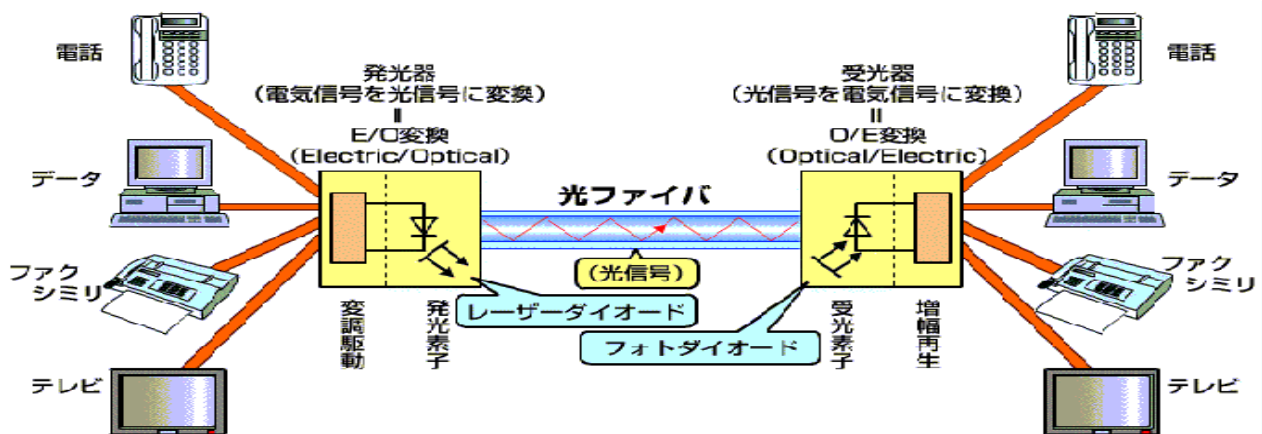 電話
データ
ファク
シミリ
テレビ
発光器
(電気信号を光信号に変換)
＝
E/O変換
(Electric/Optical)
変調駆動
発光素子
レーザーダイオード
光ファイバ
(光信号)
受光器
(光信号を電気信号に変換)
＝
O/E変換
(Optical/Electric)
フォトダイオード
受光素子
増幅再生
電話
データ
ファク
シミリ
テレビ